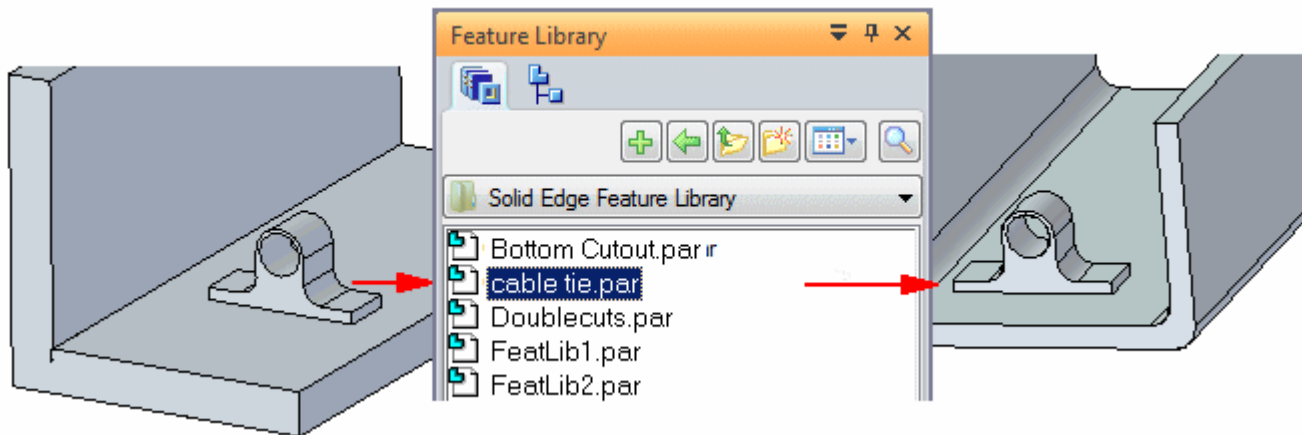 Feature Library
Solid Edge Feature Library
Bottom Cutout.par
cable tie.par
Doublecuts.par
FeatLib1.par
FeatLib2.par